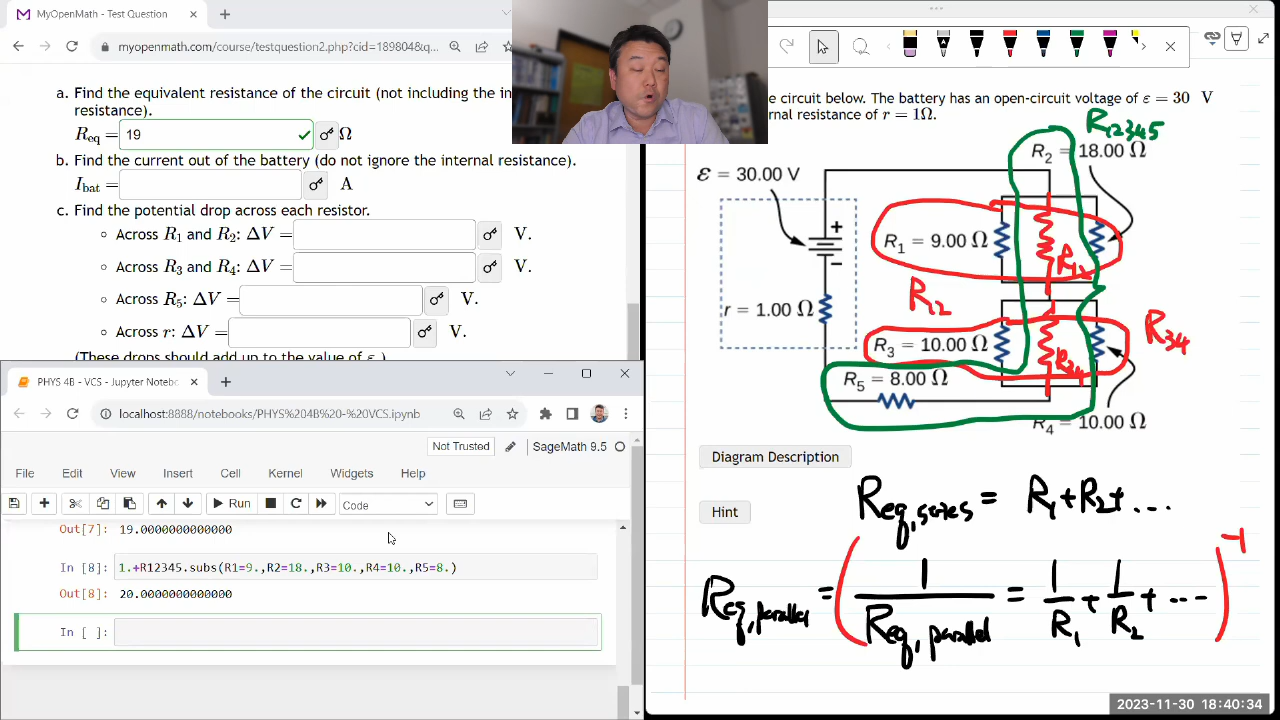 MyOpenMath - Test Question
myopenmath.com/course/testquestion2.php?cid=
a. Find the equivalent resistance of the circuit (not including the in
resistance).
Req = 19 Ω
b. Find the current out of the battery (do not ignore the internal resistance).
Ibat = A
c. Find the potential drop across each resistor.
Across R1 and R2: ΔV = V.
Across R3 and R4: ΔV = V.
Across R5: ΔV = V.
Across r: ΔV = V.
(These
should add up to the value of ε.)
PHYS 4B - VCS - Jupyter
localhost:888
ebooks/PHYS%204B%20VCS.ipynb
Not Trusted SageMath 9.5
File Edit View Insert Cell Kernel Widgets Help
Run Code
Out[7]: 19.000
In [8]: 1.+R12345.subs(R1=9.,R2=18.,R3=10.,R4=10.,R5=8.)
Out[8]: 20.0000000000000
In [ ]:
e circuit below. The battery has an open-circuit voltage of ε = 30 V
rnal resistance of r = 1Ω.
R12345
R2 = 18.00 Ω
ε = 30.00 V
+
R1 = 9.00 Ω
−
R12
R12
r = 1.00 Ω
R34
R3 = 10.00 Ω
R34
R5 = 8.00 Ω
R4 = 10.00 Ω
Diagram Description
Hint
Req,series = R1+R2+...
Req,parallel = (1/Req,parallel = 1/R1 + 1/R2 + ...)^-1
2023-11-30 18:40:34